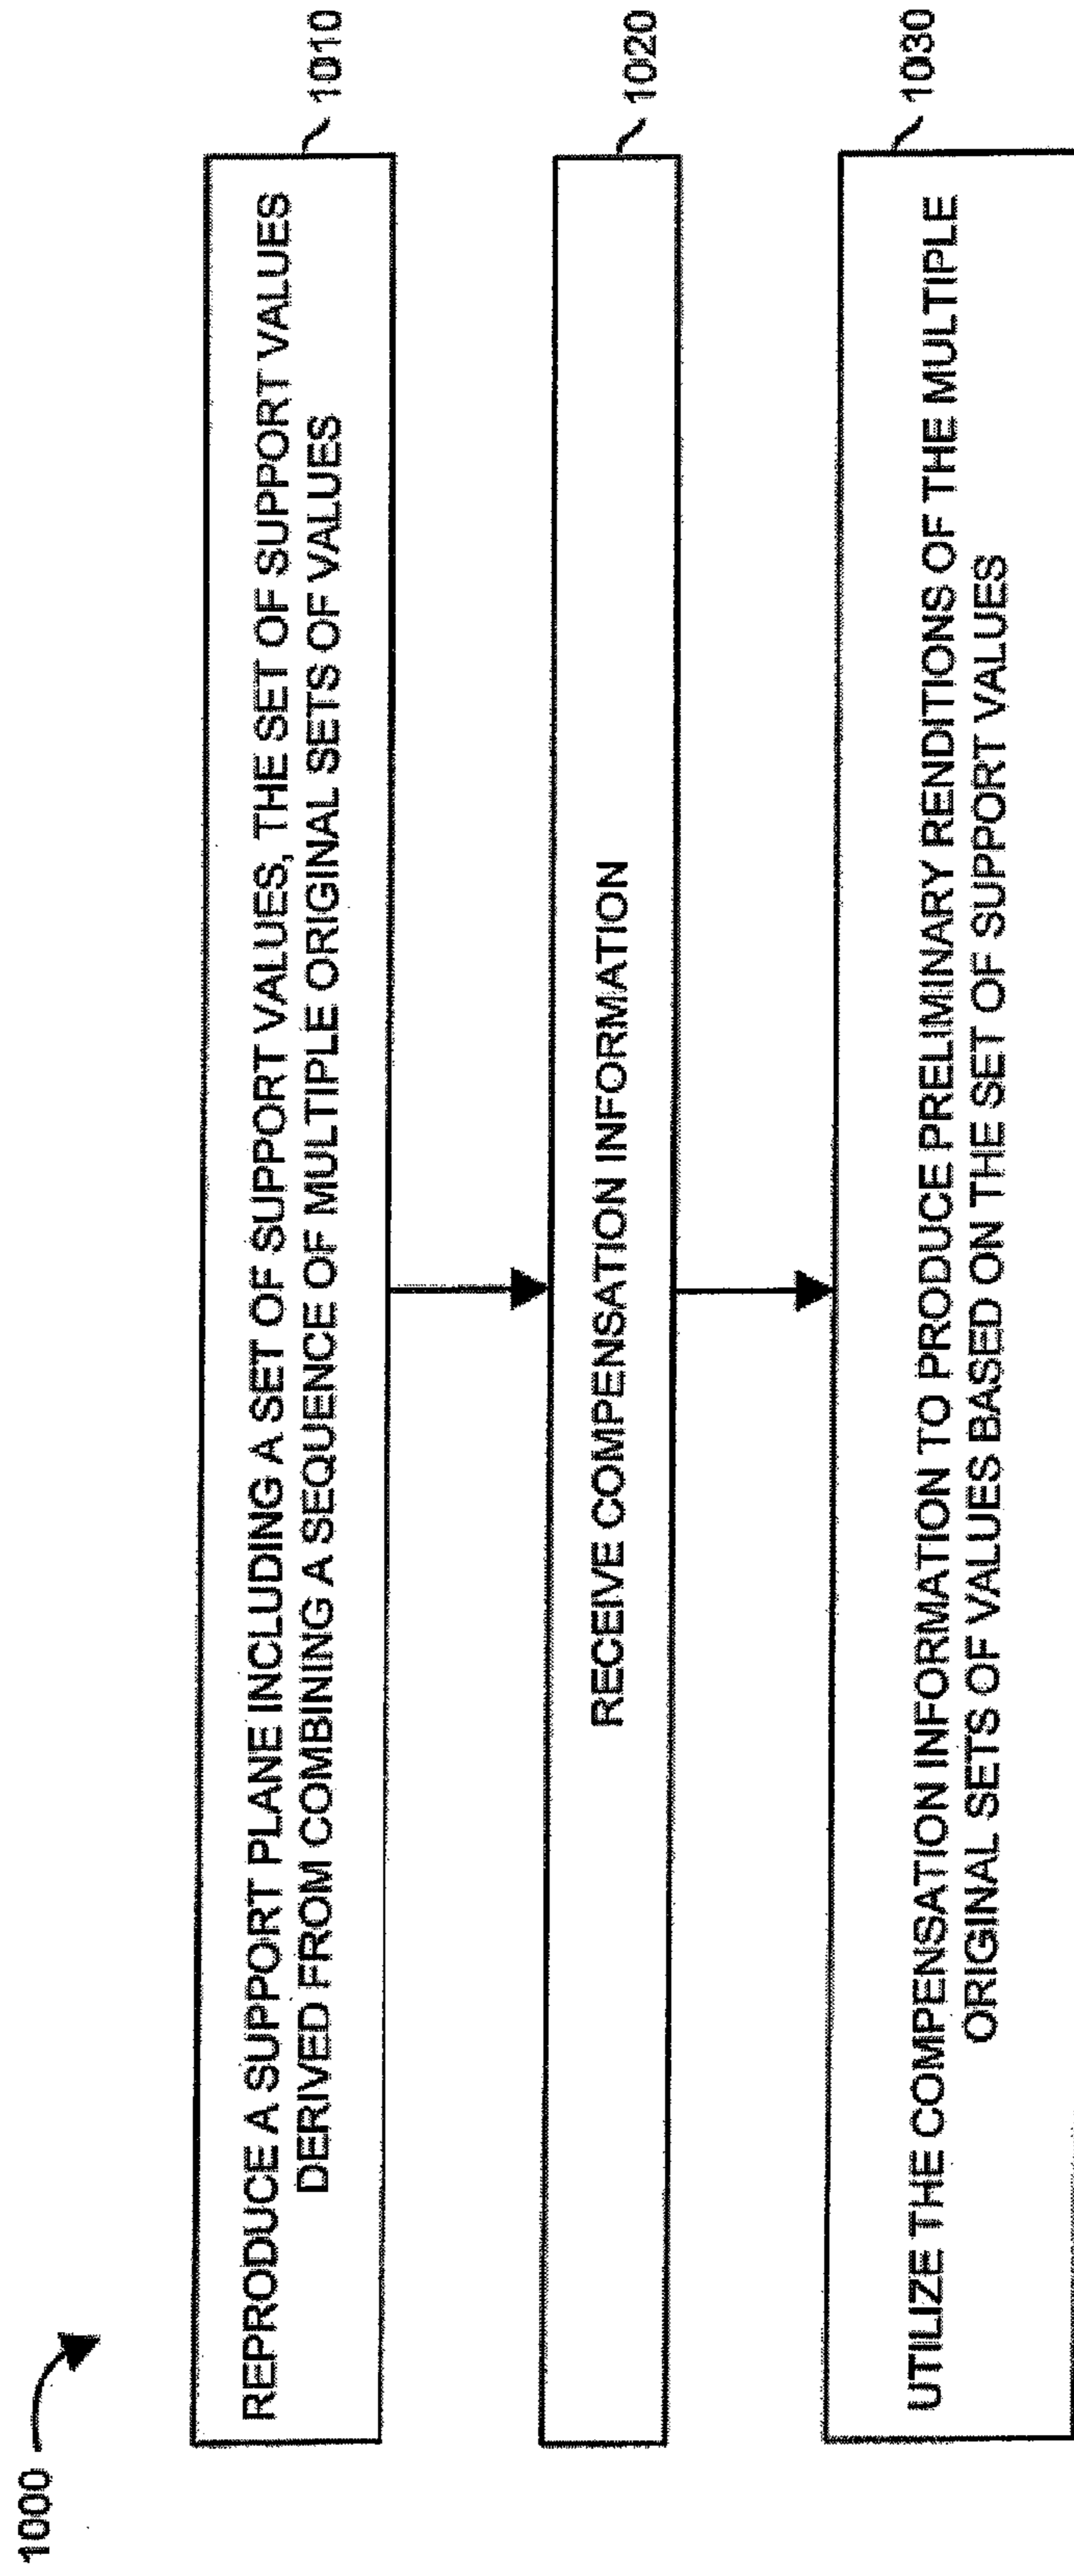 1000
REPRODUCE A SUPPORT PLANE INCLUDING A SET OF SUPPORT VALUES, THE SET OF SUPPORT VALUES
DERIVED FROM COMBINING A SEQUENCE OF MULTIPLE ORIGINAL SETS OF VALUES
1010
RECEIVE COMPENSATION INFORMATION
1020
UTILIZE THE COMPENSATION INFORMATION TO PRODUCE PRELIMINARY RENDITIONS OF THE MULTIPLE
ORIGINAL SETS OF VALUES BASED ON THE SET OF SUPPORT VALUES
1030